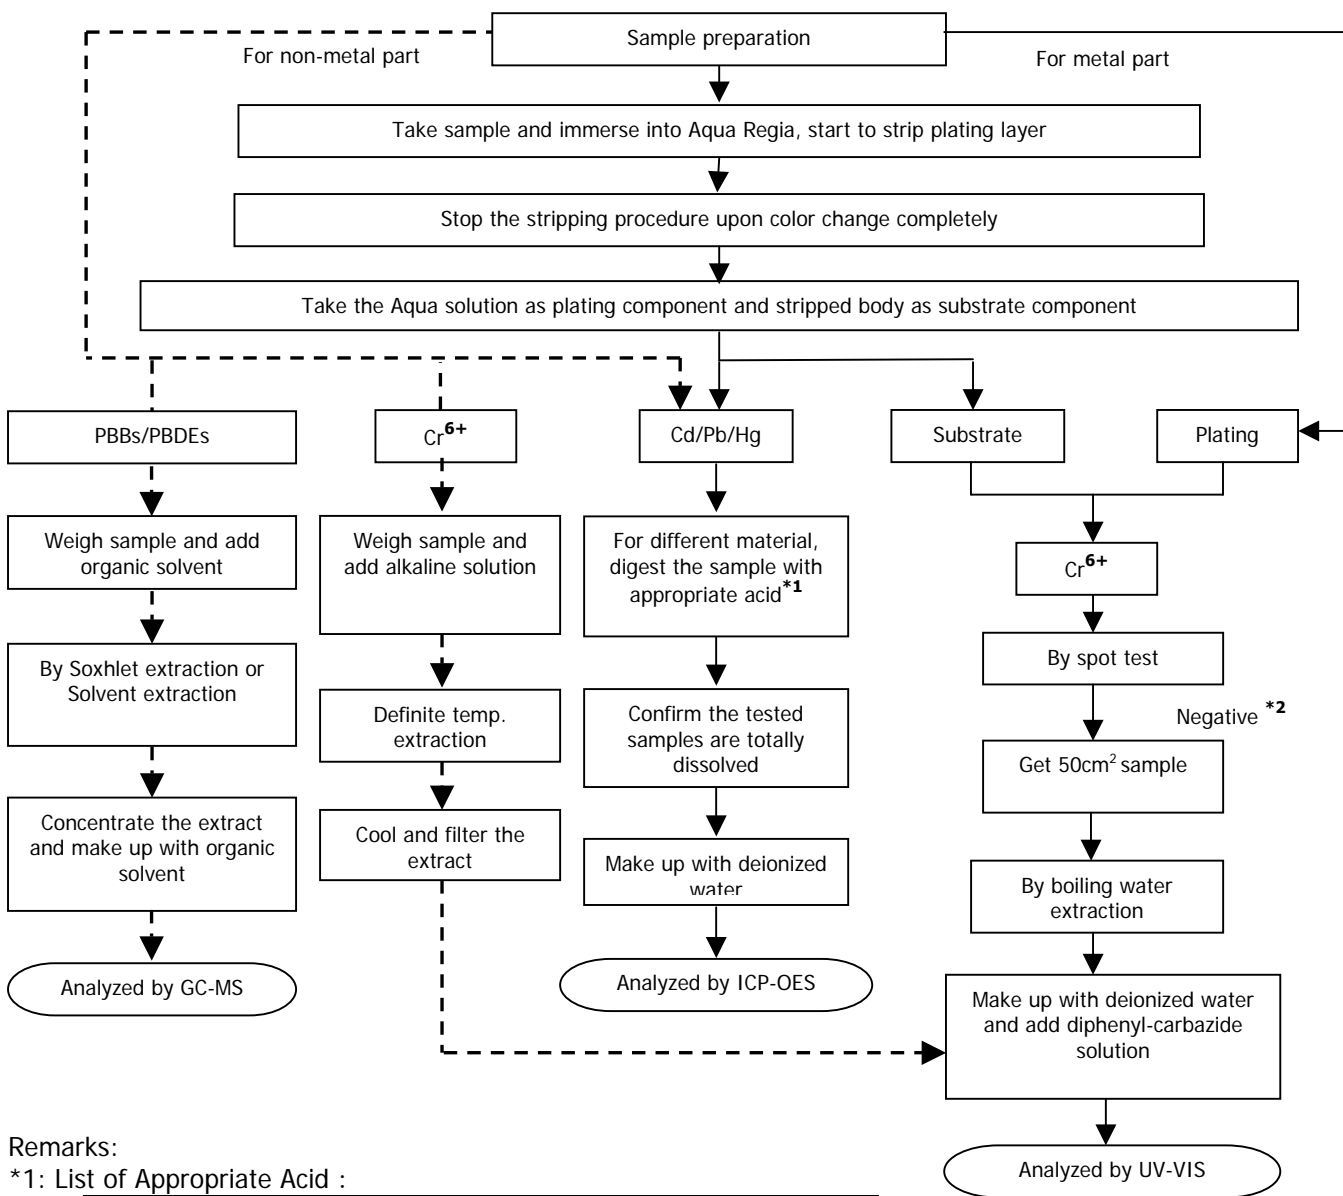 Sample preparation
For non-metal part
For metal part
Take sample and immerse into Aqua Regia, start to strip plating layer
Stop the stripping procedure upon color change completely
Take the Aqua solution as plating component and stripped body as substrate component
PBBs/PBDEs
Cr6+
Cd/Pb/Hg
Substrate
Plating
Weigh sample and add
organic solvent
Weigh sample and
add alkaline solution
For different material,
digest the sample with
appropriate acid*1
Cr6+
By Soxhlet extraction or
Solvent extraction
Definite temp.
extraction
Confirm the tested
samples are totally
dissolved
By spot test
Negative *2
Get 50cm2 sample
Concentrate the extract
and make up with organic
solvent
Cool and filter the
extract
Make up with deionized
water
By boiling water
extraction
Analyzed by GC-MS
Analyzed by ICP-OES
Make up with deionized water
and add diphenyl-carbazide
solution
Analyzed by UV-VIS
Remarks:
*1: List of Appropriate Acid :